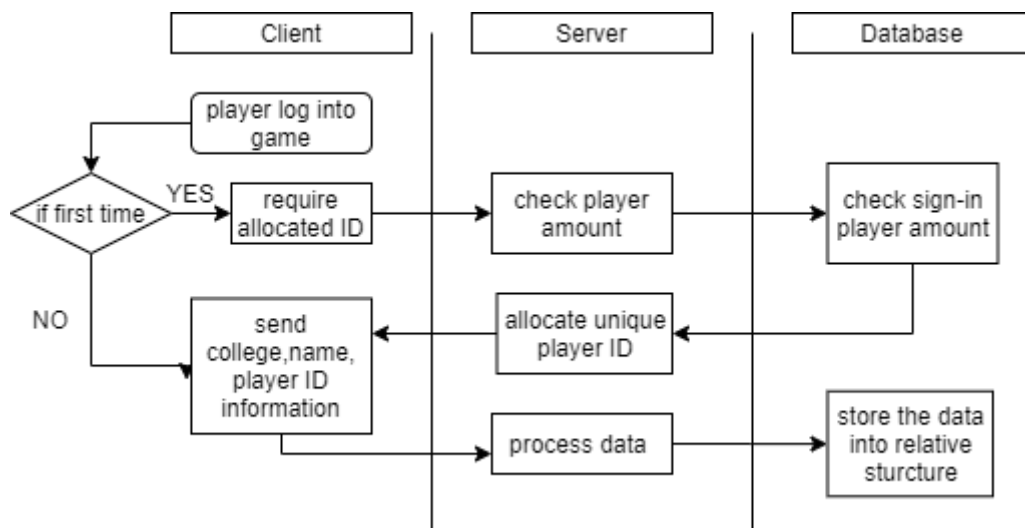 Client
Server
Database
player log into
game
if first time
YES
require
allocated ID
check player
amount
check sign-in
player amount
NO
send
college,name,
player ID
information
allocate unique
player ID
process data
store the data
into relative
sturcture